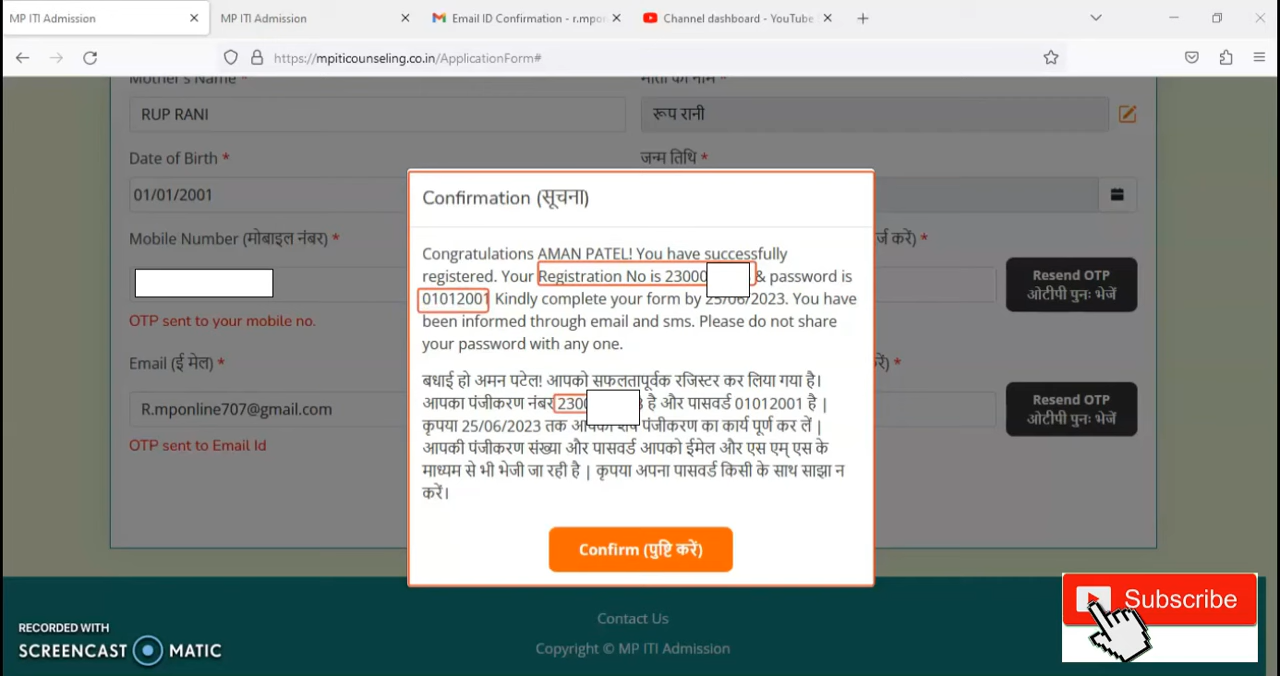 MP ITI Admission
MP ITI Admission
Email ID Confirmation - r.mpor
Channel dashboard - YouTube
https://mpiticounseling.co.in/ApplicationForm#
Mother's Name *
माता का नाम *
RUP RANI
रूप रानी
Date of Birth *
जन्म तिथि *
01/01/2001
Mobile Number (मोबाइल नंबर) *
र्ज करें) *
Resend OTP
ओटीपी पुनः भेजें
OTP sent to your mobile no.
Email (ई मेल) *
रें) *
R.mponline707@gmail.com
Resend OTP
ओटीपी पुनः भेजें
OTP sent to Email Id
Confirmation (सूचना)
Congratulations AMAN PATEL! You have successfully
registered. Your Registration No is 23000 & password is
01012001 Kindly complete your form by 25/06/2023. You have
been informed through email and sms. Please do not share
your password with any one.
बधाई हो अमन पटेल! आपको सफलतापूर्वक रजिस्टर कर लिया गया है।
आपका पंजीकरण नंबर 2300 है और पासवर्ड 01012001 है |
कृपया 25/06/2023 तक आपका शेष पंजीकरण का कार्य पूर्ण कर लें |
आपकी पंजीकरण संख्या और पासवर्ड आपको ईमेल और एस एम् एस के
माध्यम से भी भेजी जा रही है | कृपया अपना पासवर्ड किसी के साथ साझा न
करें।
Confirm (पुष्टि करें)
Contact Us
Copyright © MP ITI Admission
RECORDED WITH
SCREENCAST MATIC
Subscribe